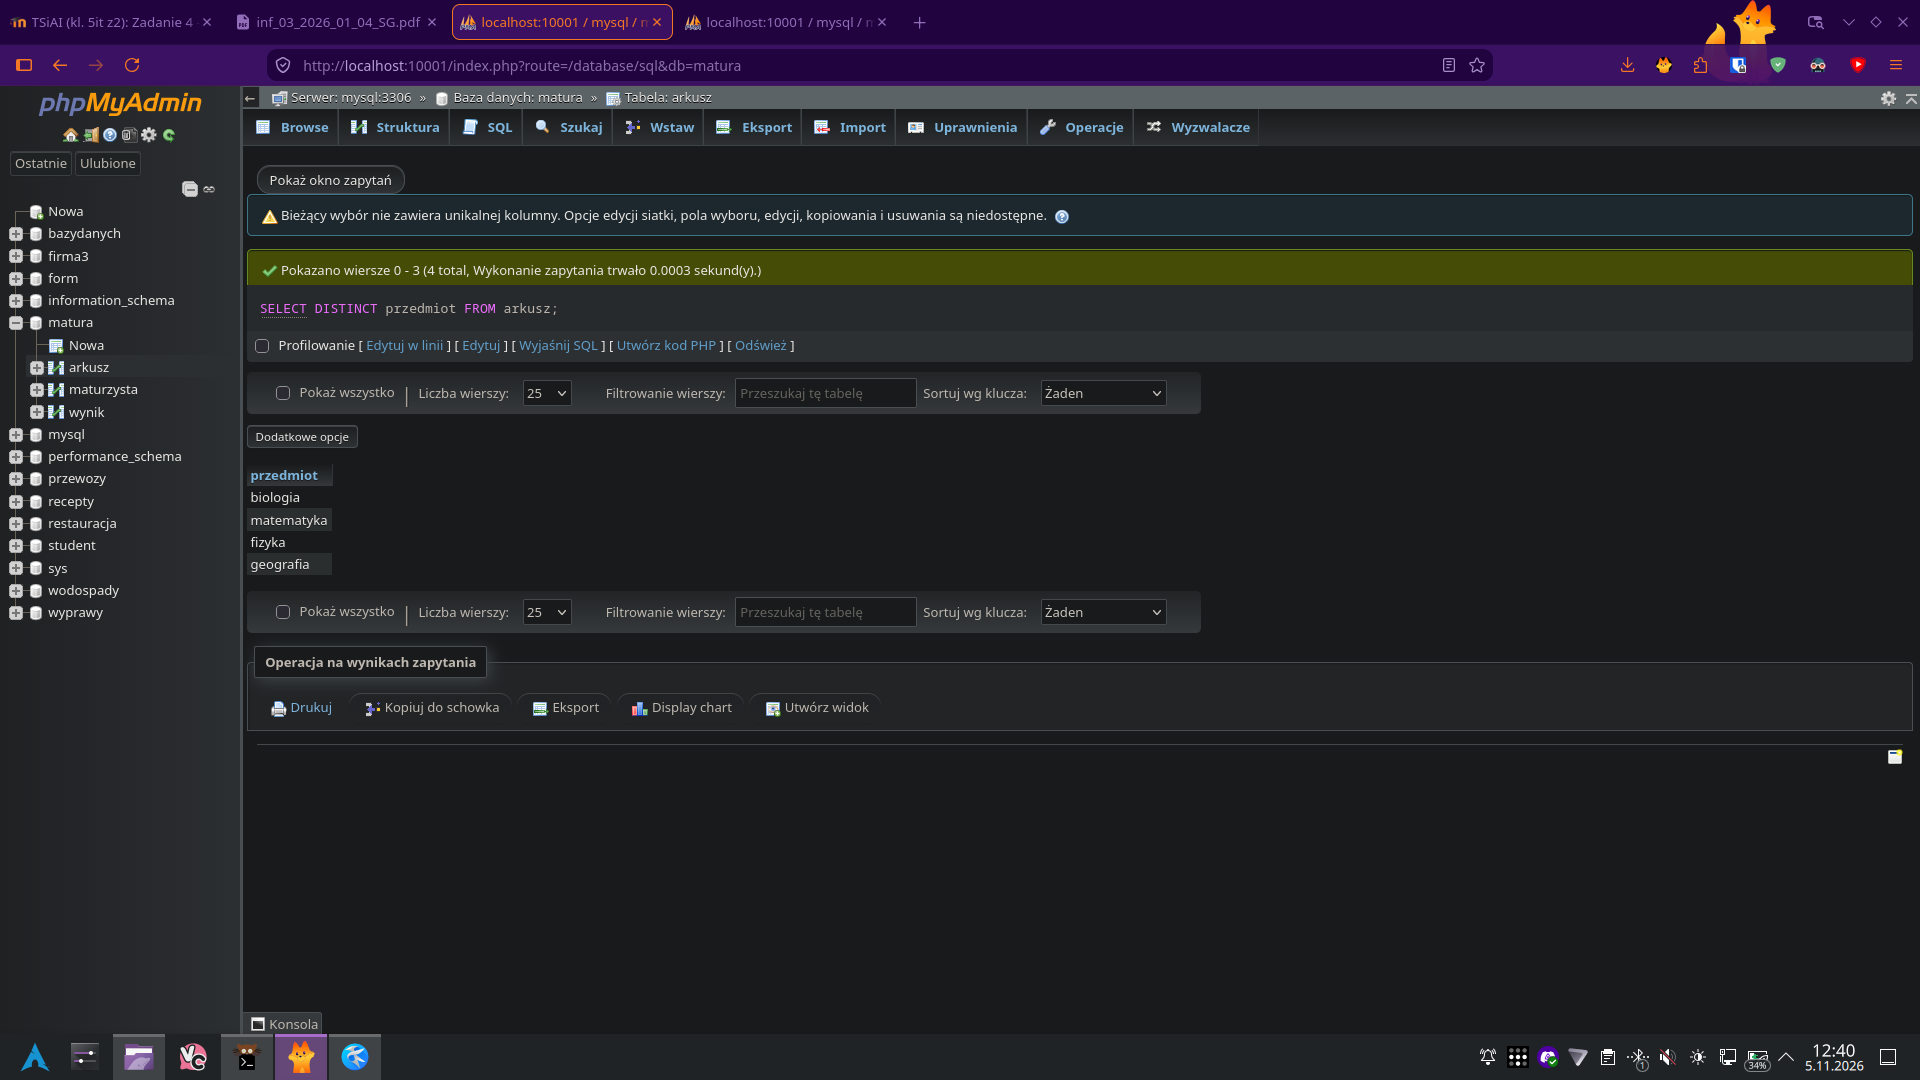 TSiAI (kl. 5it z2): Zadanie 4
inf_03_2026_01_04_SG.pdf
localhost:10001 / mysql /
localhost:10001 / mysql /
http://localhost:10001/index.php?route=/database/sql&db=matura
phpMyAdmin
Ostatnie
Ulubione
Nowa
bazydanych
firma3
form
information_schema
matura
Nowa
arkusz
maturzysta
wynik
mysql
performance_schema
przewozy
recepty
restauracja
student
sys
wodospady
wyprawy
Serwer: mysql:3306 » Baza danych: matura » Tabela: arkusz
Browse
Struktura
SQL
Szukaj
Wstaw
Eksport
Import
Uprawnienia
Operacje
Wyzwalacze
Pokaż okno zapytań
Bieżący wybór nie zawiera unikalnej kolumny. Opcje edycji siatki, pola wyboru, edycji, kopiowania i usuwania są niedostępne.
Pokazano wiersze 0 - 3 (4 total, Wykonanie zapytania trwało 0.0003 sekund(y).)
SELECT DISTINCT przedmiot FROM arkusz;
Profilowanie [ Edytuj w linii ] [ Edytuj ] [ Wyjaśnij SQL ] [ Utwórz kod PHP ] [ Odśwież ]
Pokaż wszystko | Liczba wierszy: 25 Filtrowanie wierszy: Przeszukaj tę tabelę Sortuj wg klucza: Żaden
Dodatkowe opcje
przedmiot
biologia
matematyka
fizyka
geografia
Pokaż wszystko | Liczba wierszy: 25 Filtrowanie wierszy: Przeszukaj tę tabelę Sortuj wg klucza: Żaden
Operacja na wynikach zapytania
Drukuj
Kopiuj do schowka
Eksport
Display chart
Utwórz widok
Konsola
1
34%
12:40
5.11.2026